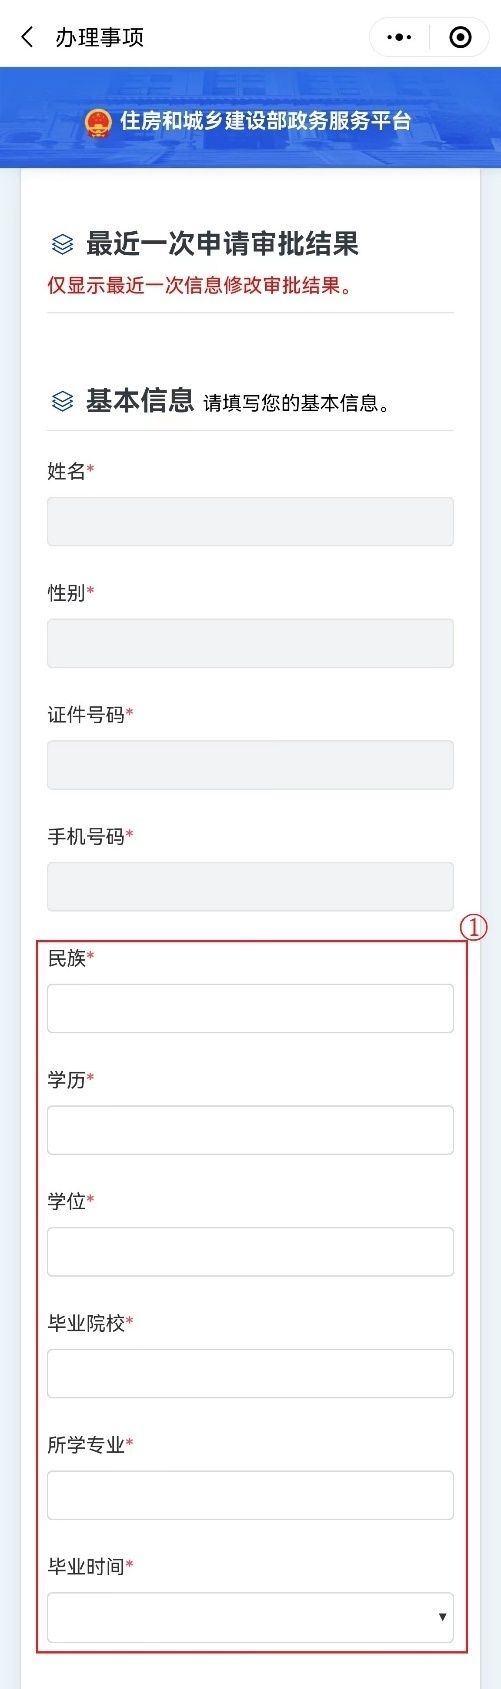 办理事项
住房和城乡建设部政务服务平台
最近一次申请审批结果
仅显示最近一次信息修改审批结果。
基本信息 请填写您的基本信息。
姓名*
性别*
证件号码*
手机号码*
①
民族*
学历*
学位*
毕业院校*
所学专业*
毕业时间*